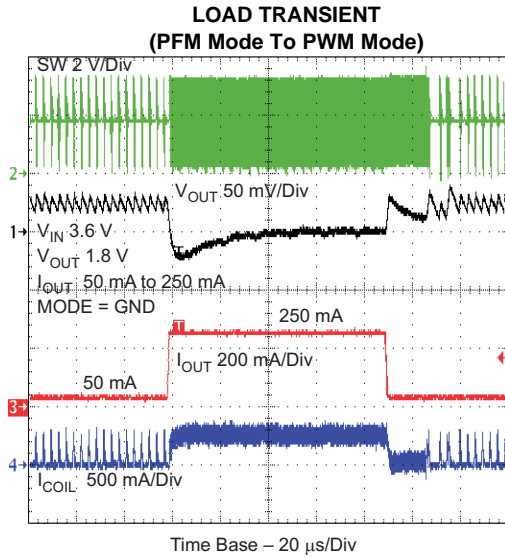 LOAD TRANSIENT
(PFM Mode To PWM Mode)
SW 2 V/Div
2
VOUT 50 mV/Div
1
VIN 3.6 V
VOUT 1.8 V
IOUT 50 mA to 250 mA
MODE = GND
T
250 mA
IOUT 200 mA/Div
50 mA
3
4
ICOIL 500 mA/Div
Time Base – 20 μs/Div